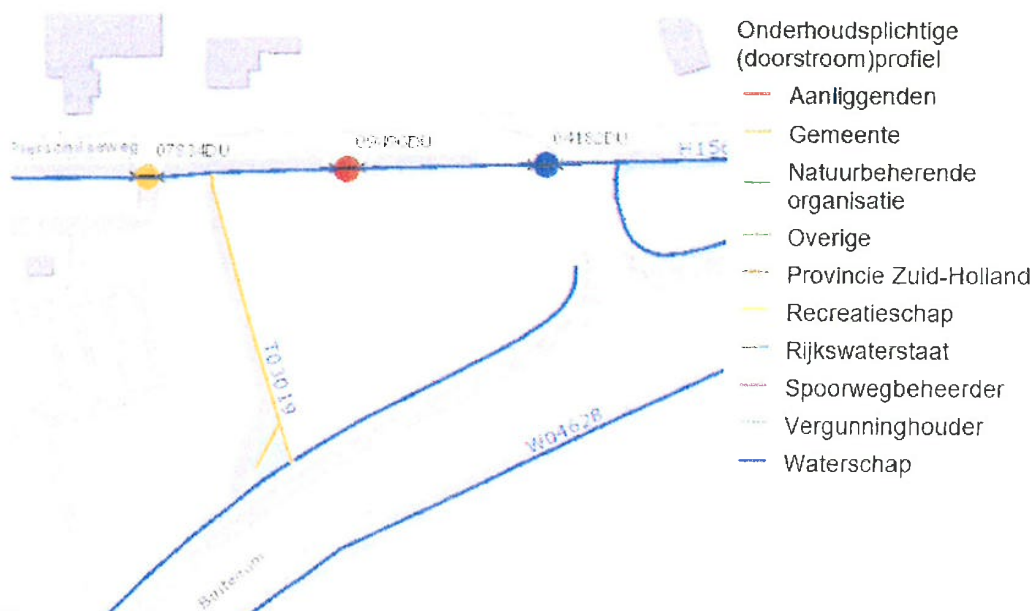 Onderhoudsplichtige
(doorstroom)profiel
Aanliggenden
Gemeente
Natuurbeherende
organisatie
Overige
Provincie Zuid-Holland
Recreatieschap
Rijkswaterstaat
Spoorwegbeheerder
Vergunninghouder
Waterschap
T03019
W04628